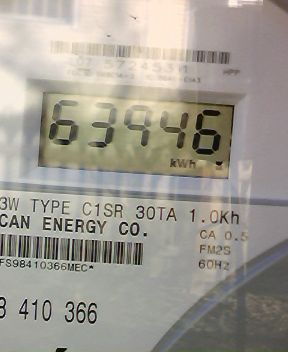 63946
kWh
3W TYPE C1SR 30TA 1.0Kh
CAN ENERGY CO.
CA 0.5
FM2S
60Hz
FS98410366MEC*
8 410 366